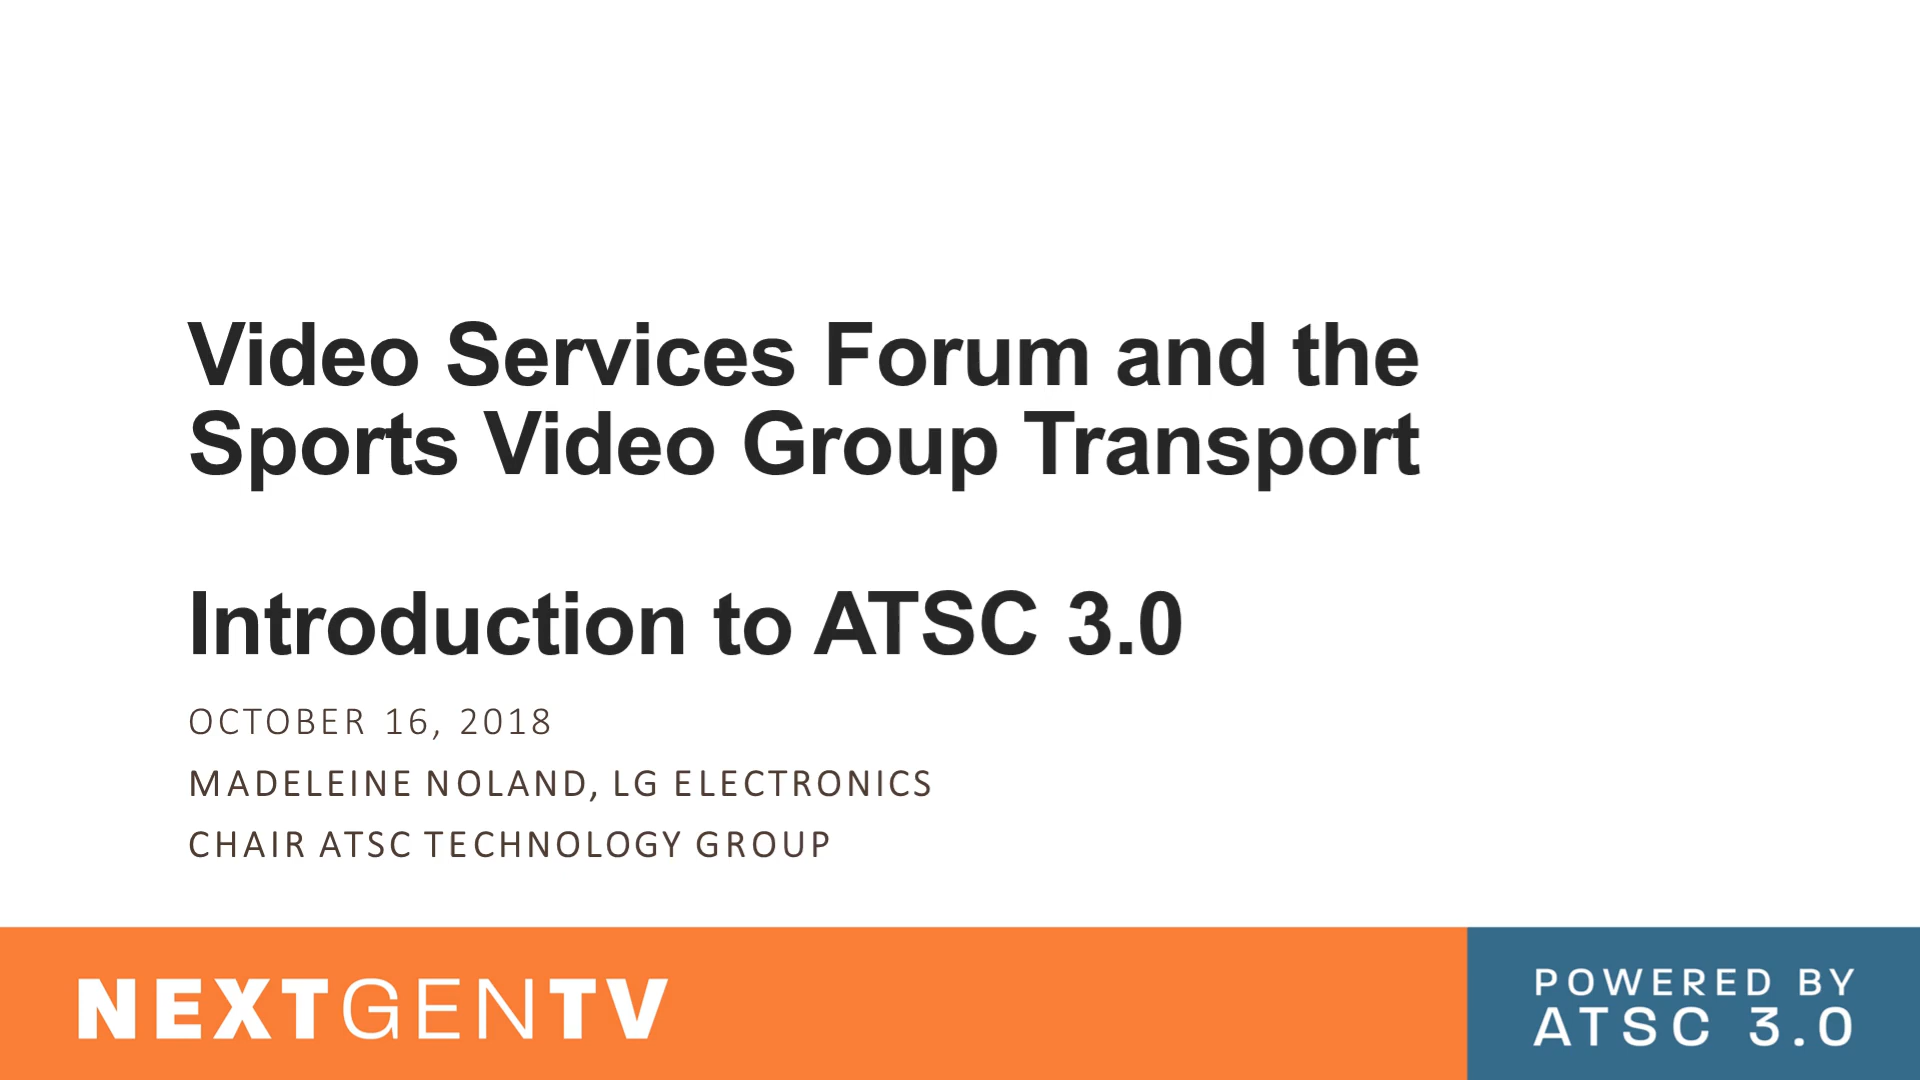 Video Services Forum and the
Sports Video Group Transport
Introduction to ATSC 3.0
OCTOBER 16, 2018
MADELEINE NOLAND, LG ELECTRONICS
CHAIR ATSC TECHNOLOGY GROUP
NEXTGENTV
POWERED BY
ATSC 3.0